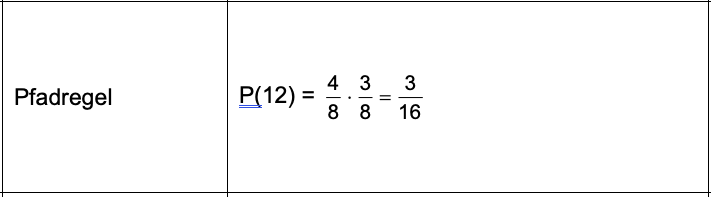 Pfadregel
P(12) = 4/8 · 3/8 = 3/16